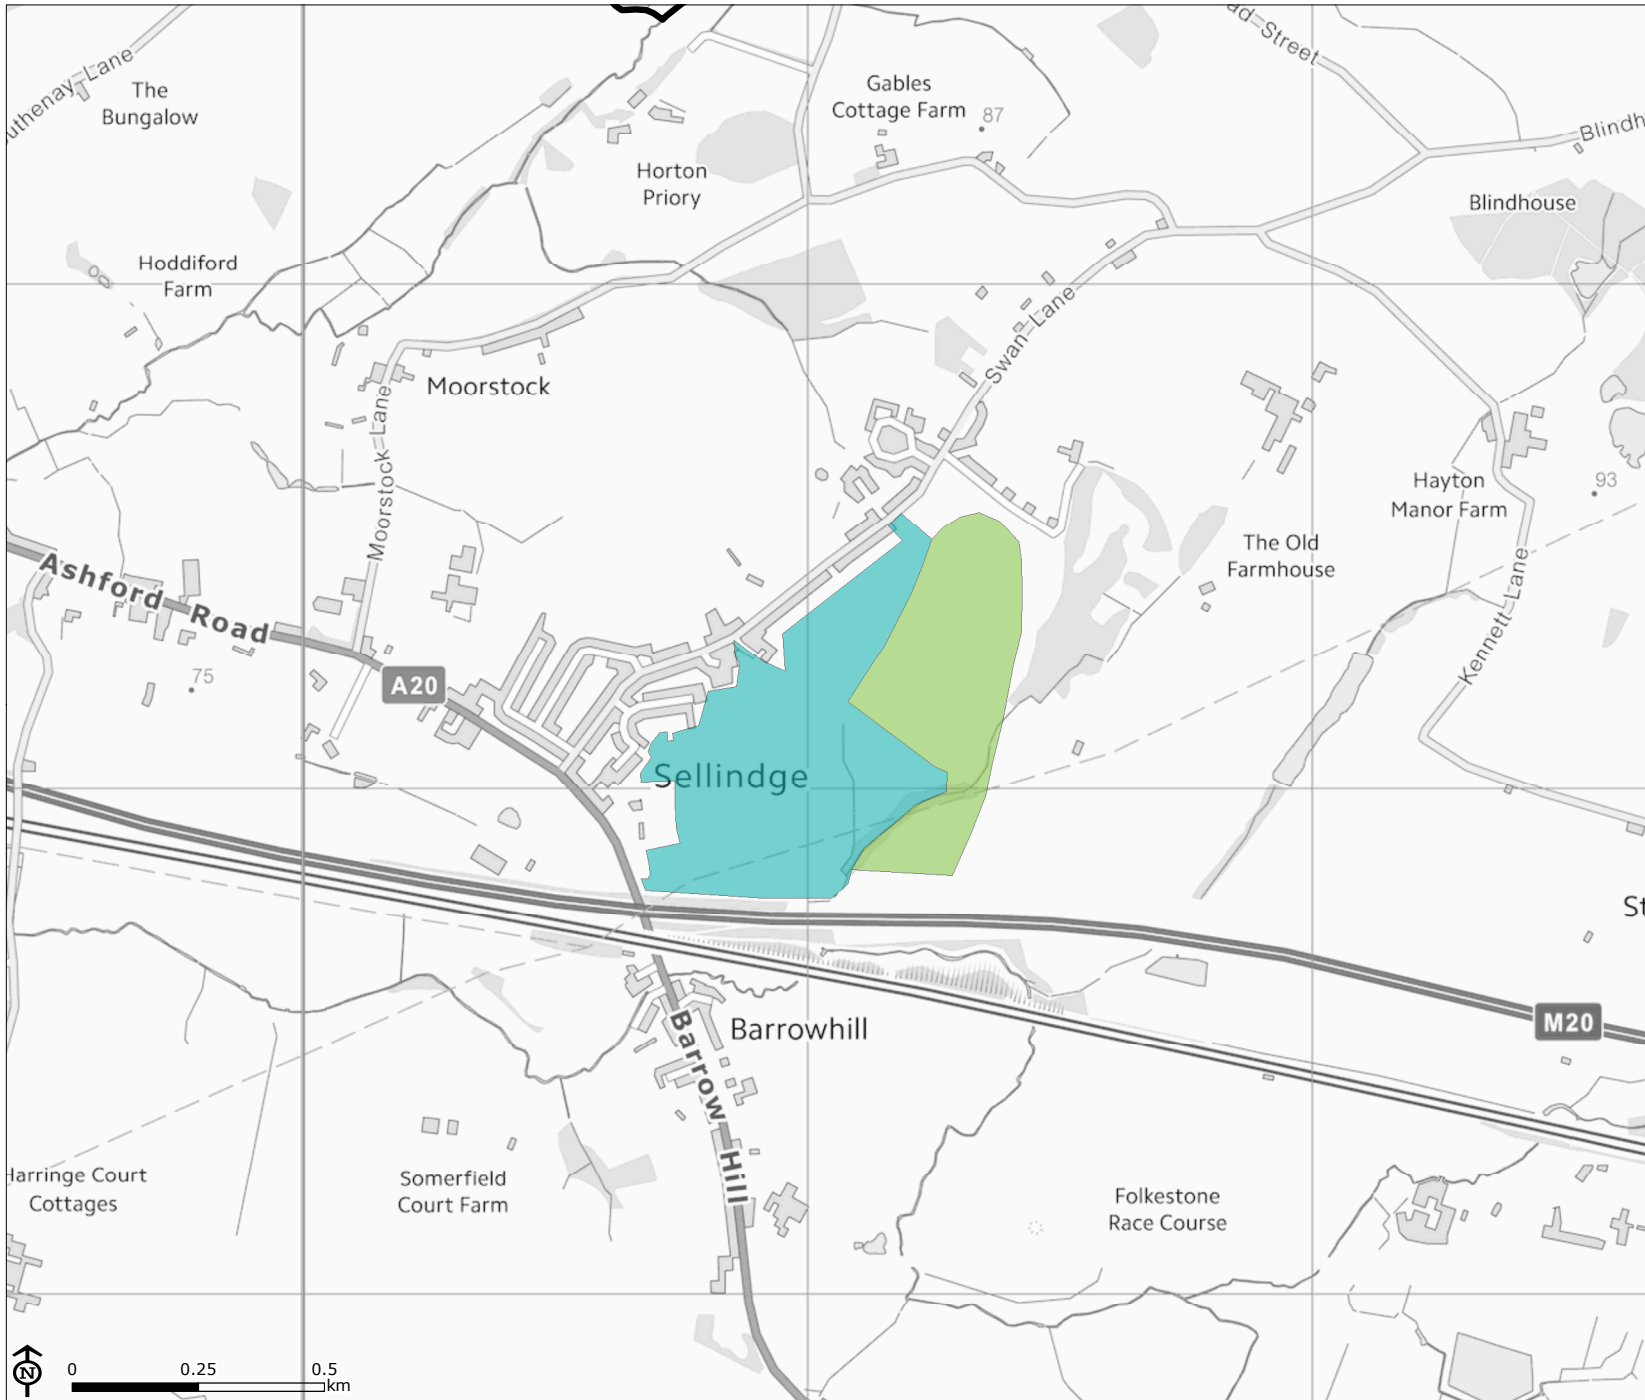 The
Bungalow
Gables
Cottage Farm
87
Horton
Priory
Blindhouse
Hoddiford
Farm
Swan Lane
Moorstock
Moorstock Lane
Hayton
Manor Farm
93
The Old
Farmhouse
Ashford Road
Kennett Lane
75
A20
Sellindge
M20
Barrowhill
Barrow Hill
Harringe Court
Cottages
Somerfield
Court Farm
Folkestone
Race Course
N
0 0.25 0.5
km